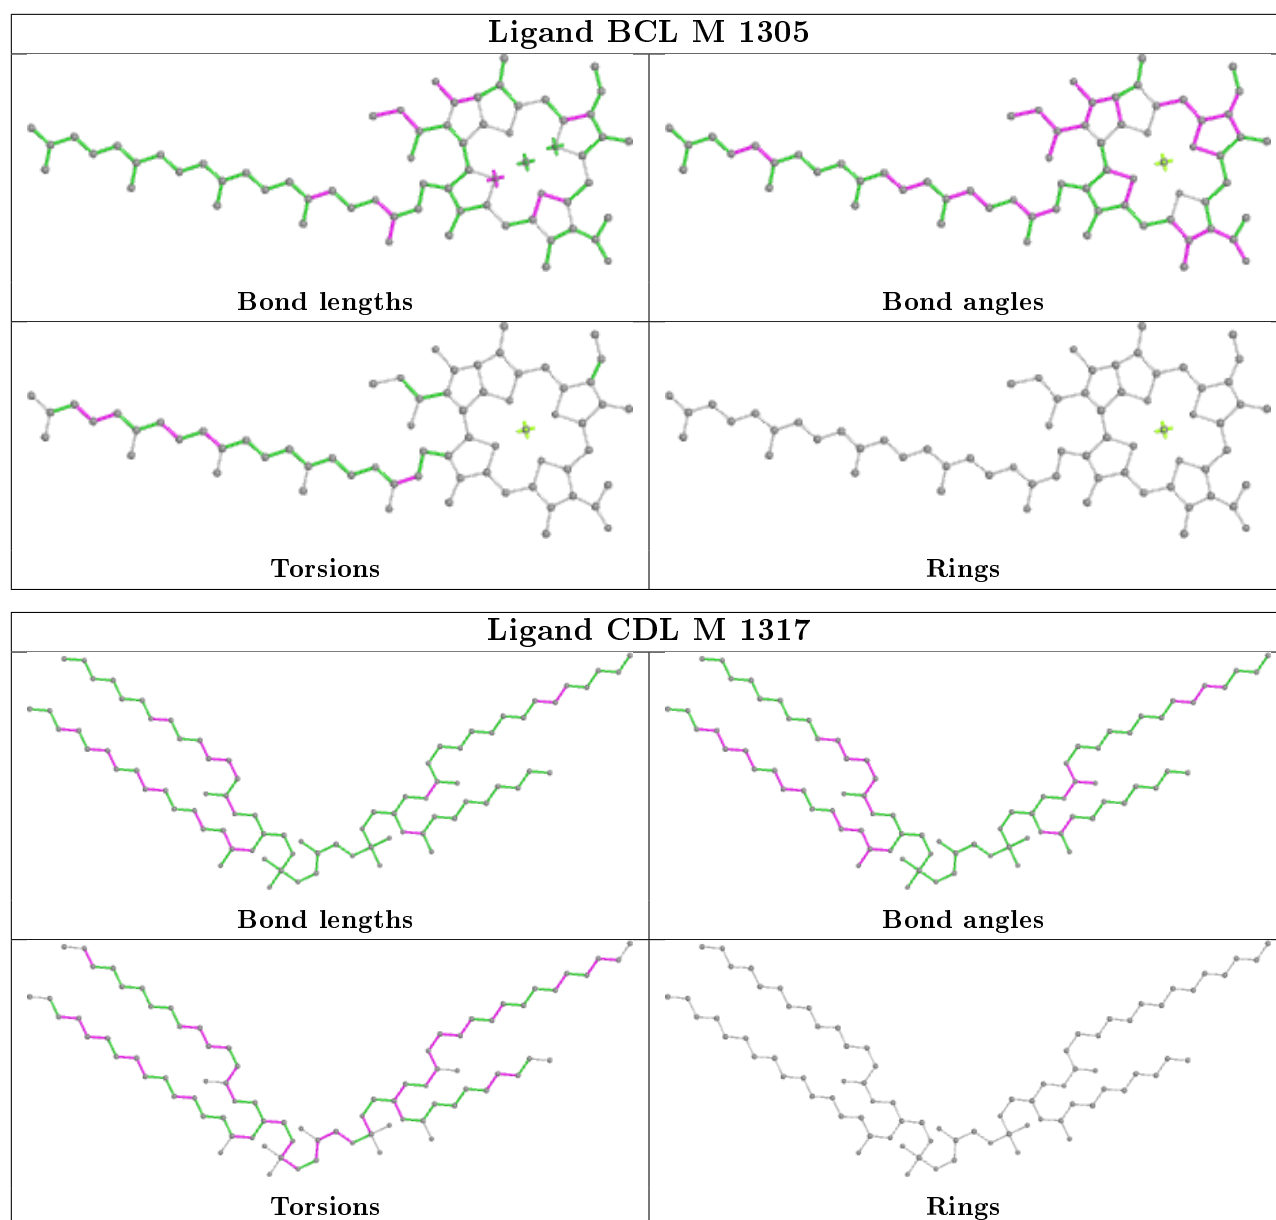 Ligand BCL M 1305
Bond lengths
Bond angles
Torsions
Rings
Ligand CDL M 1317
Bond lengths
Bond angles
Torsions
Rings